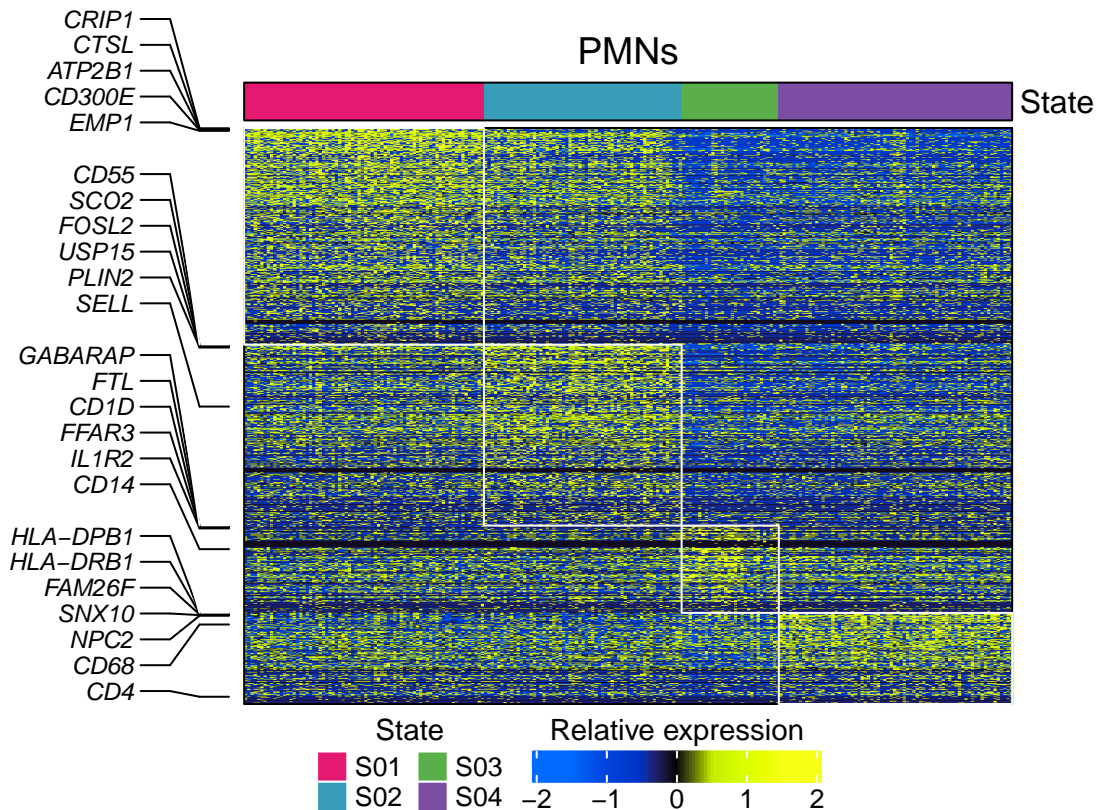 PMNs
State
CRIP1
CTSL
ATP2B1
CD300E
EMP1
CD55
SCO2
FOSL2
USP15
PLIN2
SELL
GABARAP
FTL
CD1D
FFAR3
IL1R2
CD14
HLA−DPB1
HLA−DRB1
FAM26F
SNX10
NPC2
CD68
CD4
State
S01
S02
S03
S04
Relative expression
−2 −1 0 1 2